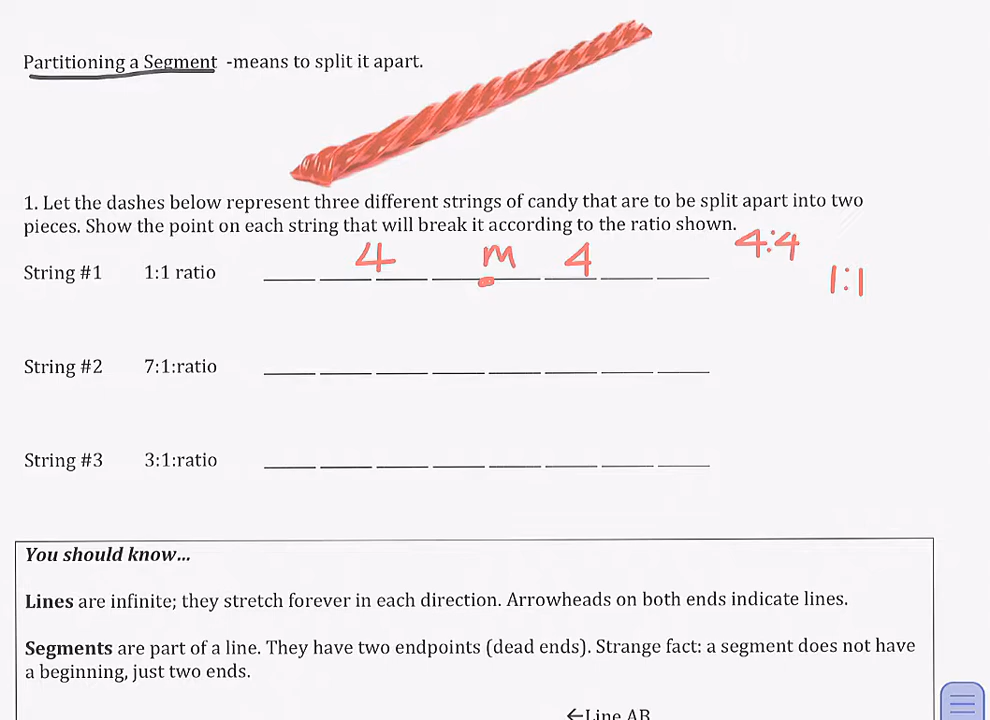 Partitioning a Segment -means to split it apart.
1. Let the dashes below represent three different strings of candy that are to be split apart into two
pieces. Show the point on each string that will break it according to the ratio shown.
4:4
4 m 4
String #1 1:1 ratio
1:1
String #2 7:1:ratio
String #3 3:1:ratio
You should know...
Lines are infinite; they stretch forever in each direction. Arrowheads on both ends indicate lines.
Segments are part of a line. They have two endpoints (dead ends). Strange fact: a segment does not have
a beginning, just two ends.
←Line AB